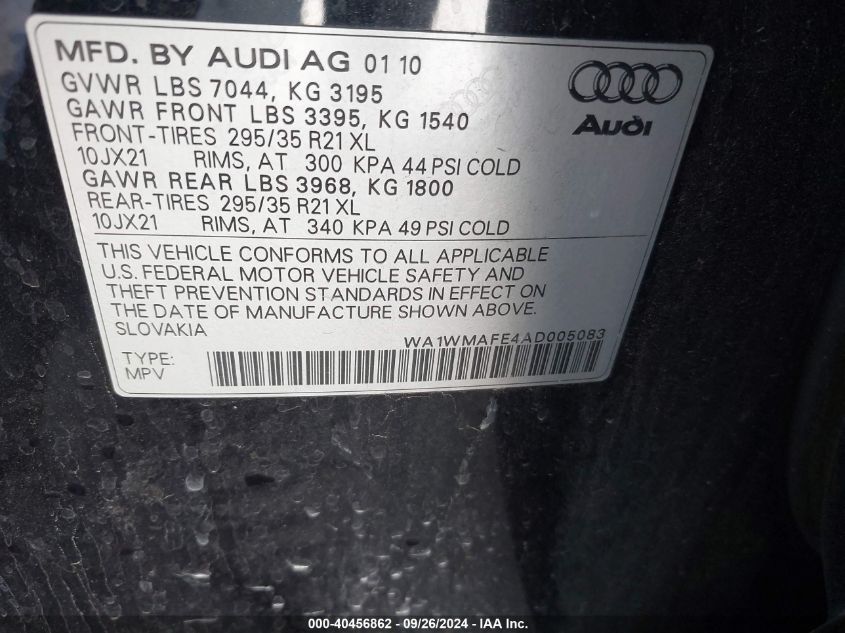 MFD. BY AUDI AG 01 10
GVWR LBS 7044, KG 3195
GAWR FRONT LBS 3395, KG 1540
FRONT-TIRES 295/35 R21 XL
10JX21 RIMS, AT 300 KPA 44 PSI COLD
GAWR REAR LBS 3968, KG 1800
REAR-TIRES 295/35 R21 XL
10JX21 RIMS, AT 340 KPA 49 PSI COLD
Audi
THIS VEHICLE CONFORMS TO ALL APPLICABLE
U.S. FEDERAL MOTOR VEHICLE SAFETY AND
THEFT PREVENTION STANDARDS IN EFFECT ON
THE DATE OF MANUFACTURE SHOWN ABOVE.
SLOVAKIA WA1WMAFE4AD005083
TYPE:
MPV
000-40456862 - 09/26/2024 - IAA Inc.